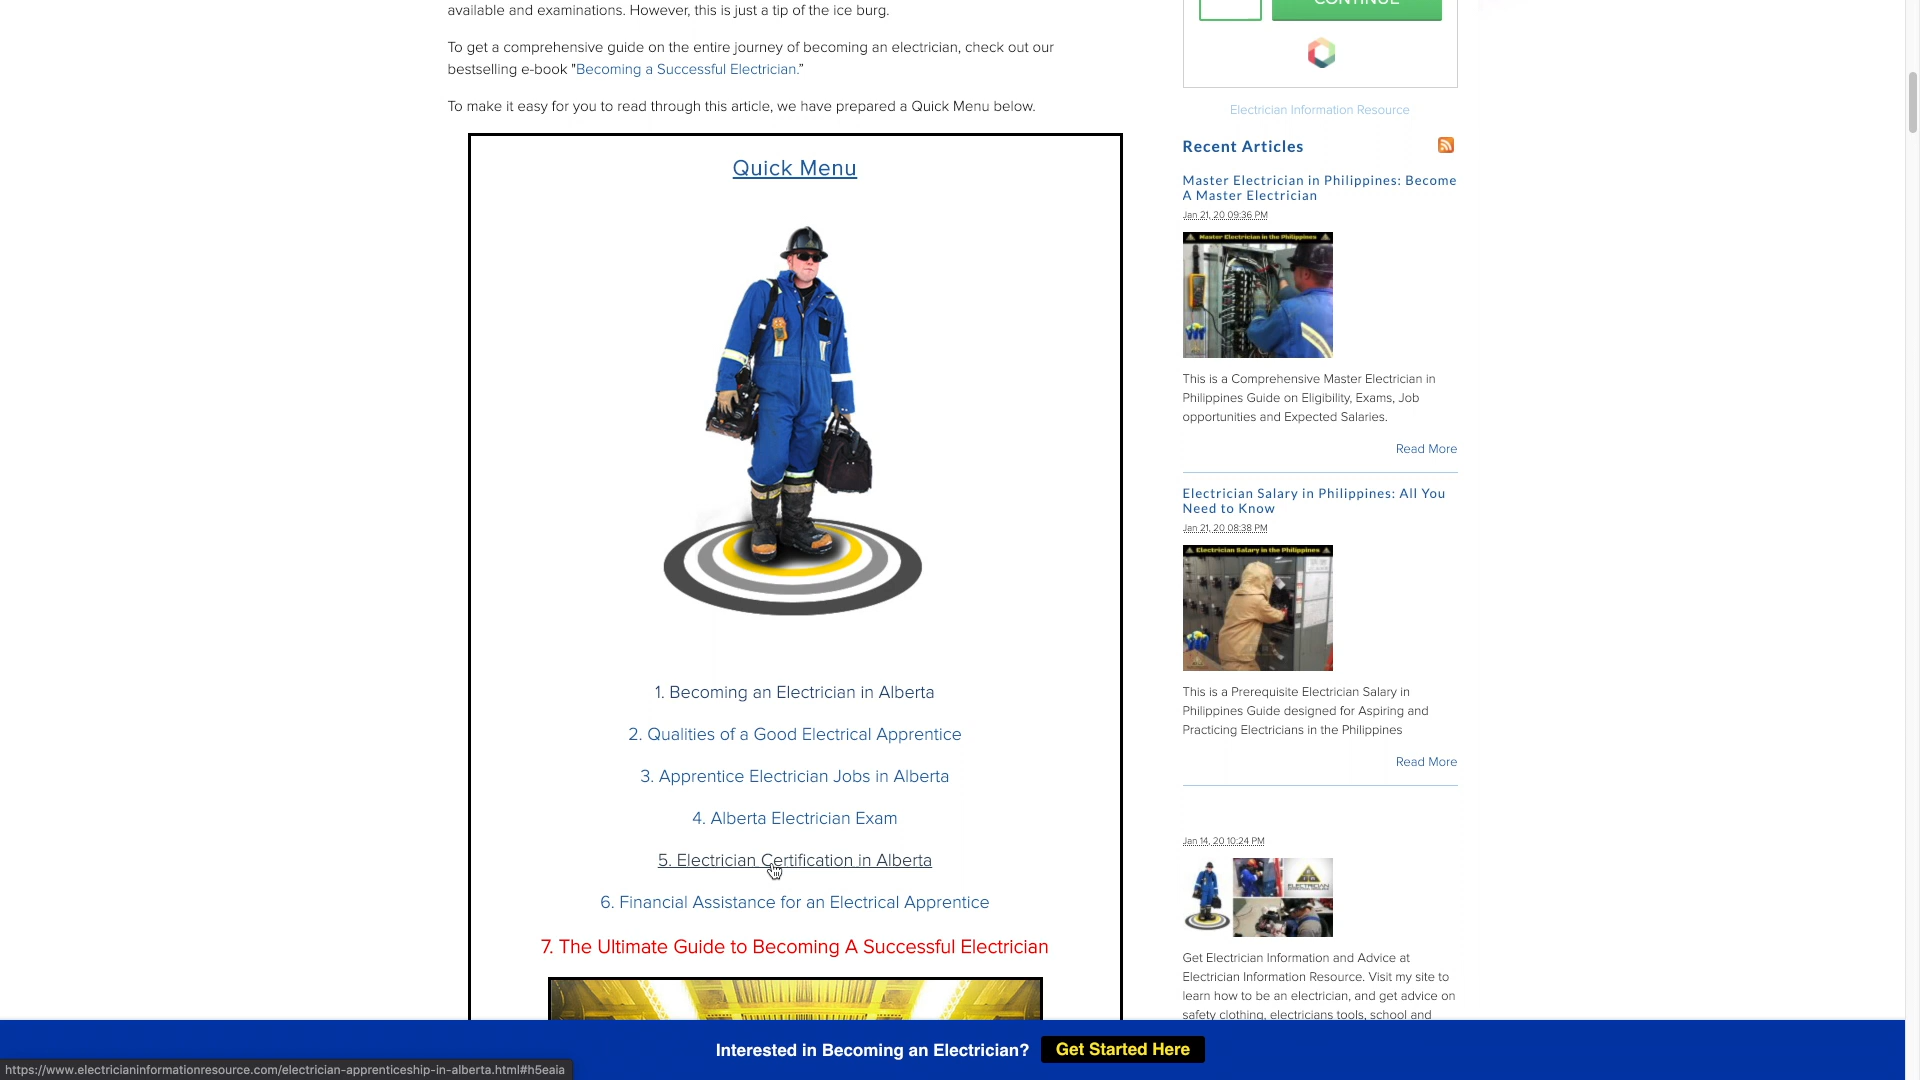 available and examinations. However, this is just a tip of the ice burg.
To get a comprehensive guide on the entire journey of becoming an electrician, check out our
bestselling e-book "Becoming a Successful Electrician.”
To make it easy for you to read through this article, we have prepared a Quick Menu below.
Quick Menu
1. Becoming an Electrician in Alberta
2. Qualities of a Good Electrical Apprentice
3. Apprentice Electrician Jobs in Alberta
4. Alberta Electrician Exam
5. Electrician Certification in Alberta
6. Financial Assistance for an Electrical Apprentice
7. The Ultimate Guide to Becoming A Successful Electrician
CONTINUE
Electrician Information Resource
Recent Articles
Master Electrician in Philippines: Become
A Master Electrician
Jan 21, 20 09:36 PM
Master Electrician in the Philippines
This is a Comprehensive Master Electrician in
Philippines Guide on Eligibility, Exams, Job
opportunities and Expected Salaries.
Read More
Electrician Salary in Philippines: All You
Need to Know
Jan 21, 20 08:38 PM
Electrician Salary in the Philippines
This is a Prerequisite Electrician Salary in
Philippines Guide designed for Aspiring and
Practicing Electricians in the Philippines
Read More
Jan 14, 20 10:24 PM
ELECTRICIAN
Get Electrician Information and Advice at
Electrician Information Resource. Visit my site to
learn how to be an electrician, and get advice on
safety clothing, electricians tools, school and
Interested in Becoming an Electrician?
Get Started Here
https://www.electricianinformationresource.com/electrician-apprenticeship-in-alberta.html#h5eaia